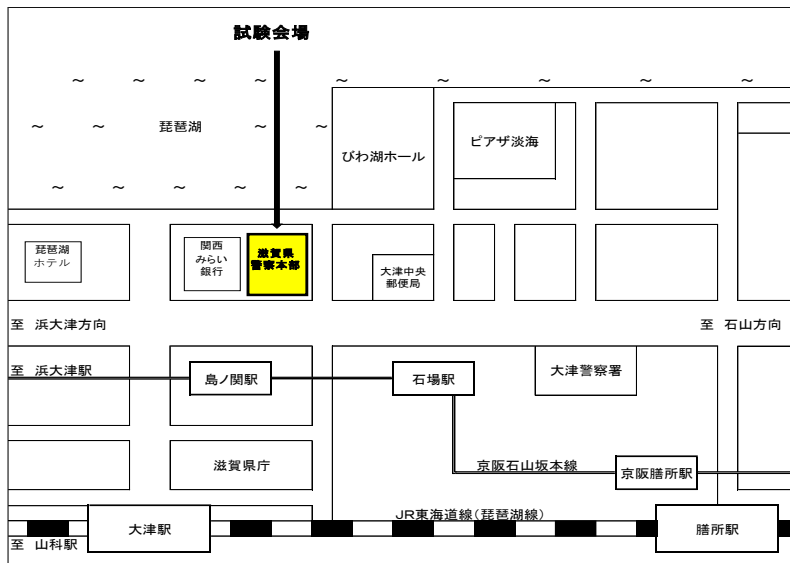 試験会場
～ ～ ～ ～ ～ ～ ～ ～ ～
～ ～ 琵琶湖 ～ ～
びわ湖ホール
ピアザ淡海
～ ～ ～ ～ ～
琵琶湖
ホテル
関西
みらい
銀行
滋賀県
警察本部
大津中央
郵便局
至 浜大津方向
至 石山方向
至 浜大津駅
島ノ関駅
石場駅
大津警察署
滋賀県庁
京阪石山坂本線
京阪膳所駅
JR東海道線(琵琶湖線)
大津駅
膳所駅
至 山科駅